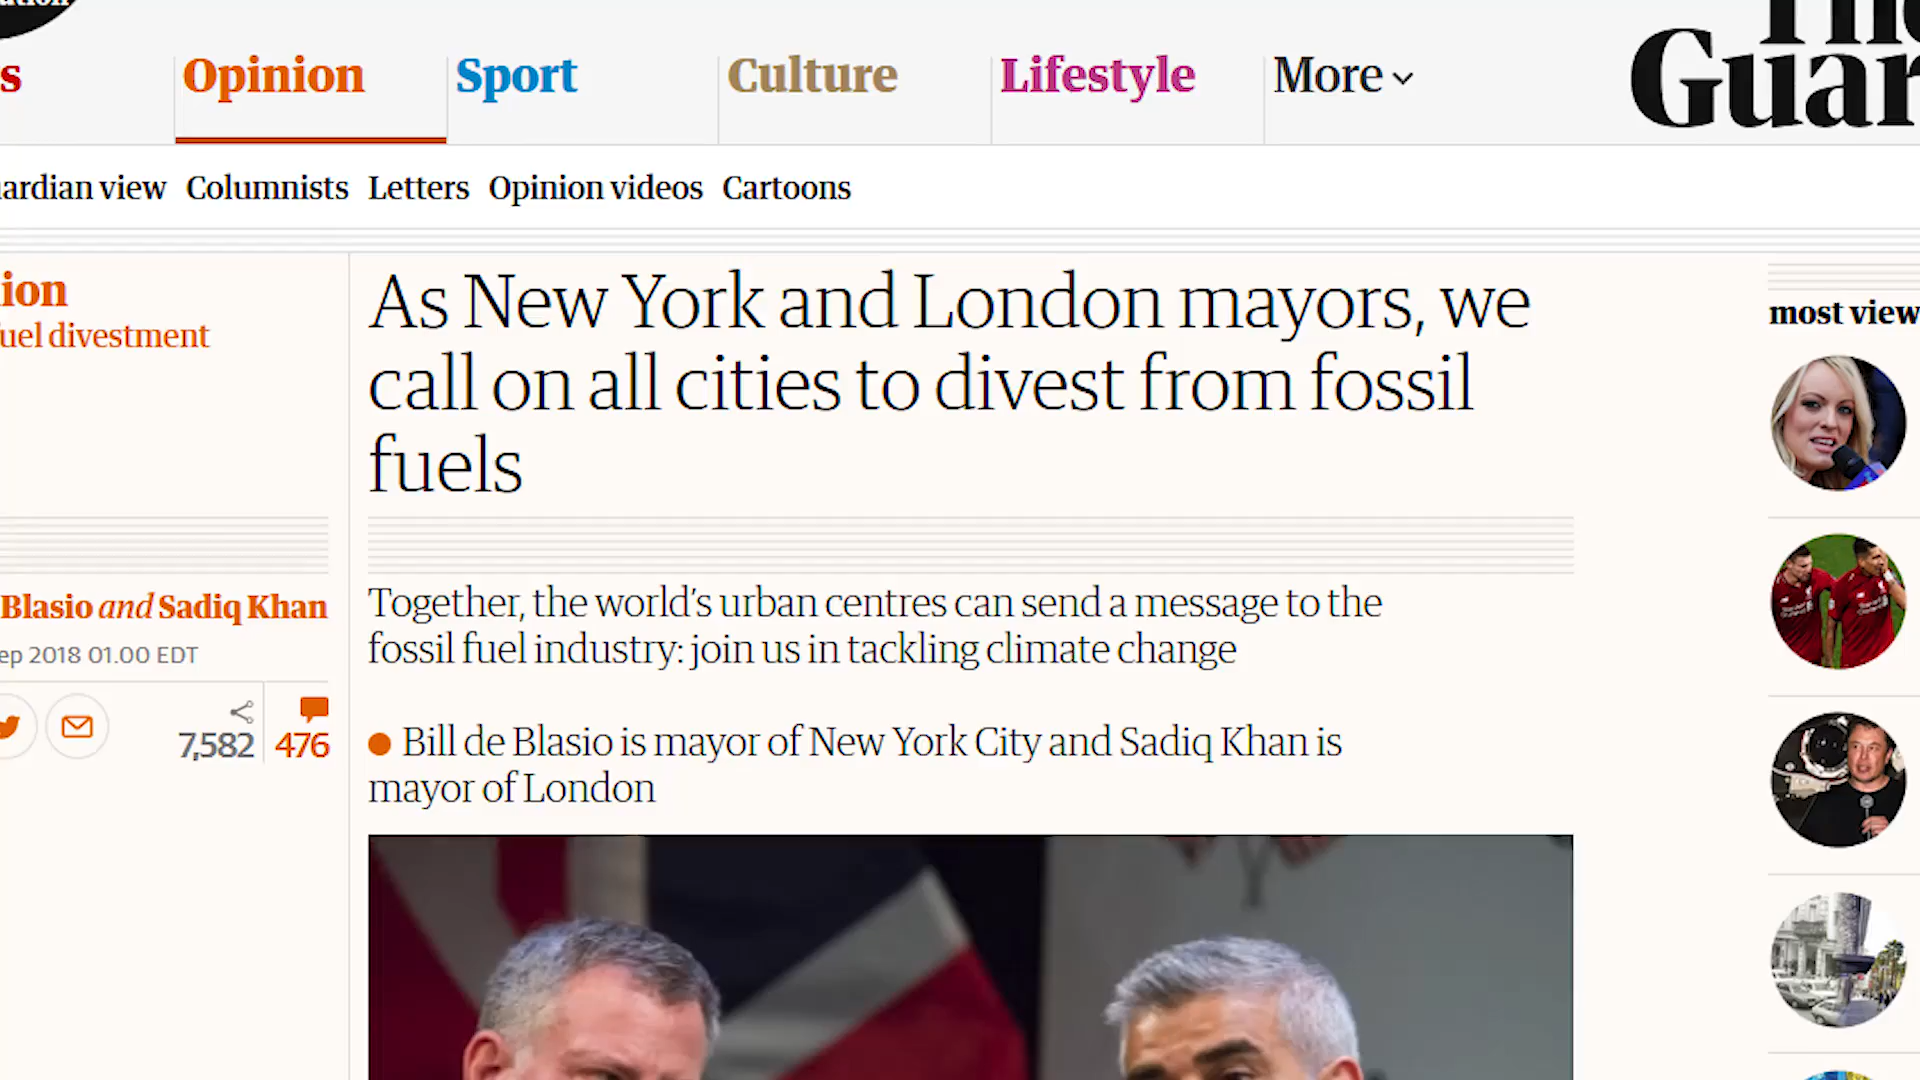 Opinion
Sport
Culture
Lifestyle
More
Guar
ardian view
Columnists
Letters
Opinion videos
Cartoons
ion
uel divestment
As New York and London mayors, we
call on all cities to divest from fossil
fuels
most view
Blasio and Sadiq Khan
ep 2018 01.00 EDT
7,582
476
Together, the world's urban centres can send a message to the
fossil fuel industry: join us in tackling climate change
Bill de Blasio is mayor of New York City and Sadiq Khan is
mayor of London